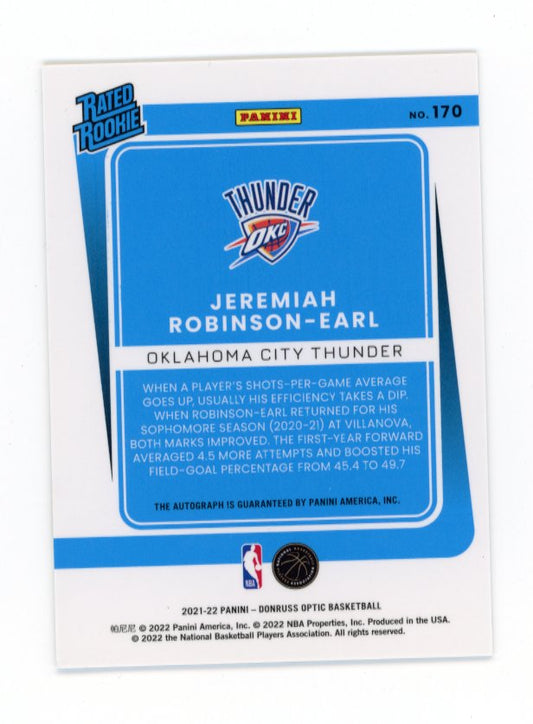 RATED
ROOKIE
PANINI
NO. 170
THUNDER
OKC
JEREMIAH
ROBINSON-EARL
OKLAHOMA CITY THUNDER
WHEN A PLAYER'S SHOTS-PER-GAME AVERAGE
GOES UP, USUALLY HIS EFFICIENCY TAKES A DIP.
WHEN ROBINSON-EARL RETURNED FOR HIS
SOPHOMORE SEASON (2020-21) AT VILLANOVA,
BOTH MARKS IMPROVED. THE FIRST-YEAR FORWARD
AVERAGED 4.5 MORE ATTEMPTS AND BOOSTED HIS
FIELD-GOAL PERCENTAGE FROM 45.4 TO 49.7
THE AUTOGRAPH IS GUARANTEED BY PANINI AMERICA, INC.
NBA
NATIONAL BASKETBALL
ASSOCIATION
2021-22 PANINI – DONRUSS OPTIC BASKETBALL
帕尼尼 © 2022 Panini America, Inc. © 2022 NBA Properties, Inc. Produced in the USA.
© 2022 the National Basketball Players Association. All rights reserved.